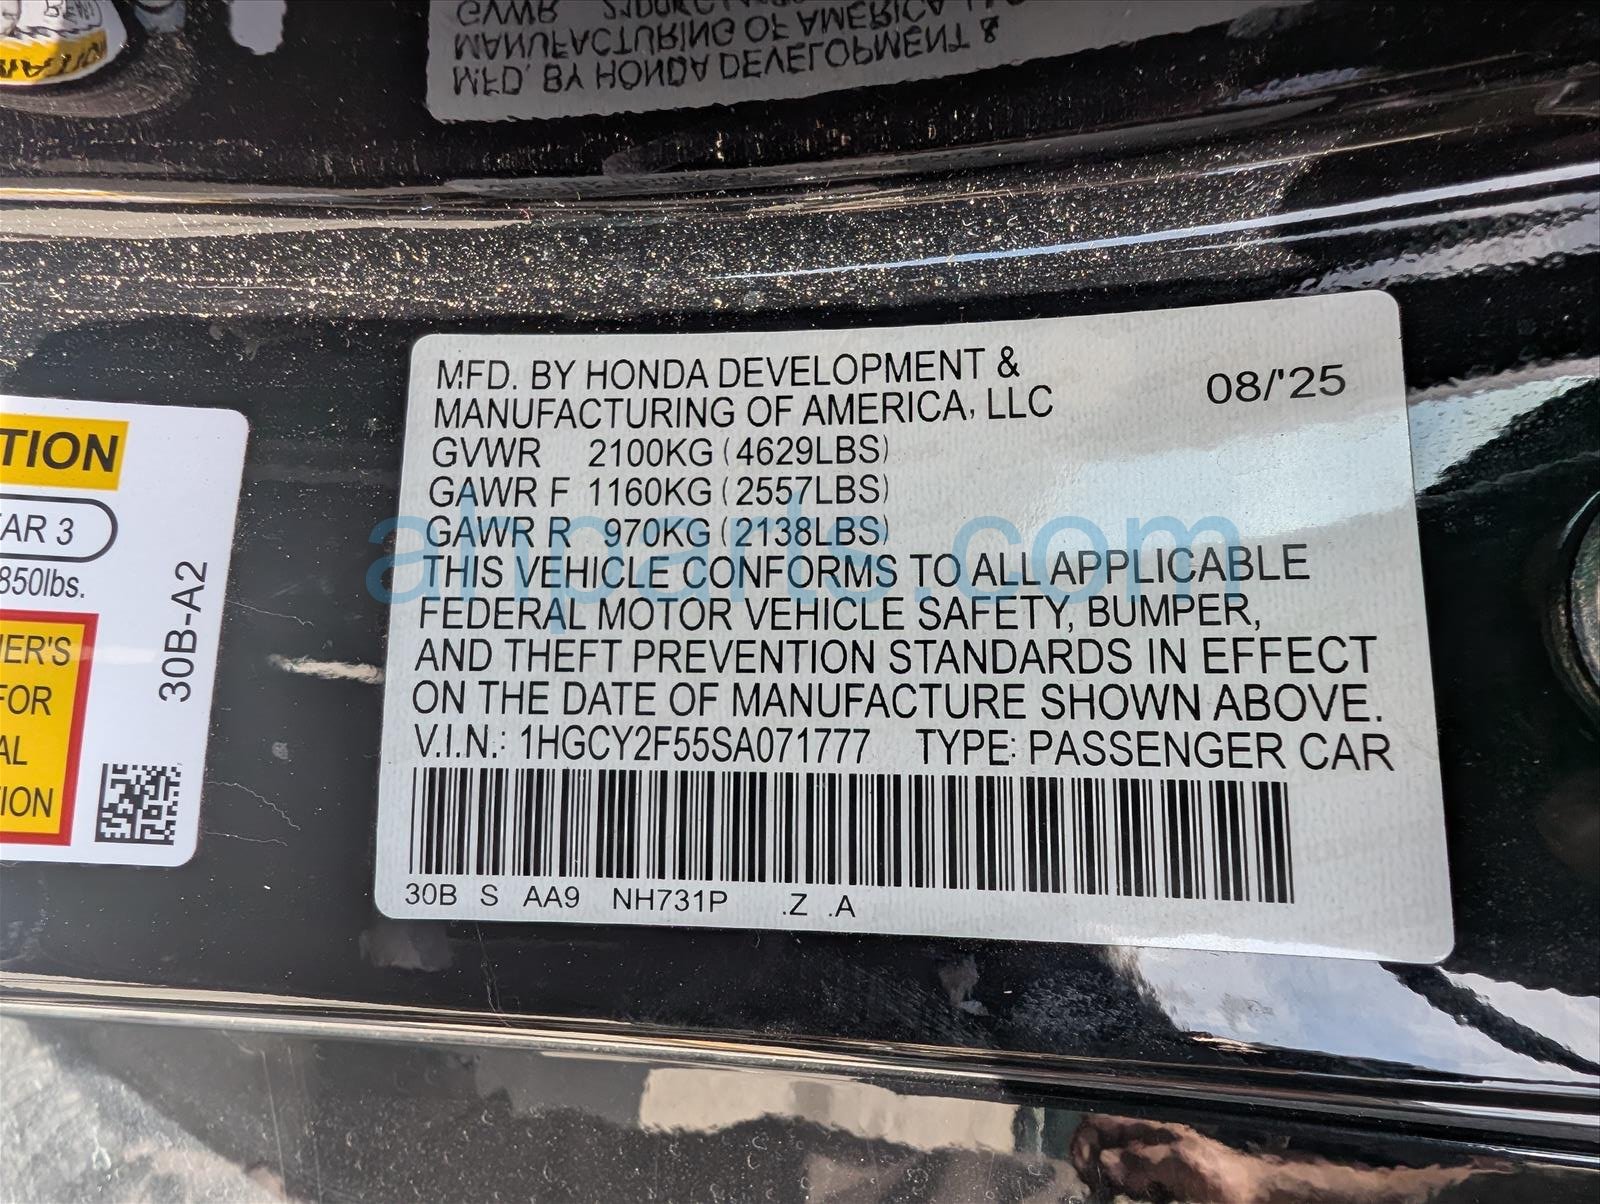 MFD. BY HONDA DEVELOPMENT &
MANUFACTURING OF AMERICA, LLC
GVWR
TION
AR 3
850lbs.
ER'S
FOR
AL
ION
30B-A2
MFD. BY HONDA DEVELOPMENT &
MANUFACTURING OF AMERICA, LLC
08/'25
GVWR 2100KG (4629LBS)
GAWR F 1160KG (2557LBS)
GAWR R 970KG (2138LBS)
THIS VEHICLE CONFORMS TO ALL APPLICABLE
FEDERAL MOTOR VEHICLE SAFETY, BUMPER,
AND THEFT PREVENTION STANDARDS IN EFFECT
ON THE DATE OF MANUFACTURE SHOWN ABOVE.
V.I.N.: 1HGCY2F55SA071777 TYPE: PASSENGER CAR
30B S AA9 NH731P .Z .A
ahparts.com